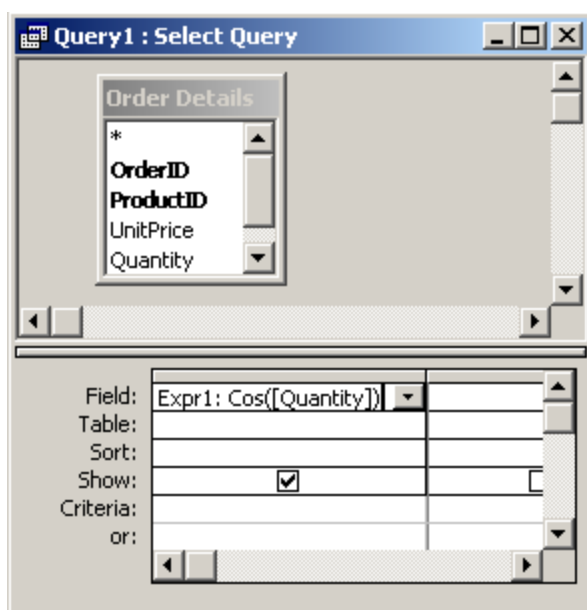 Query1 : Select Query
Order Details
*
OrderID
ProductID
UnitPrice
Quantity
Field: Expr1: Cos([Quantity])
Table:
Sort:
Show:
Criteria:
or: